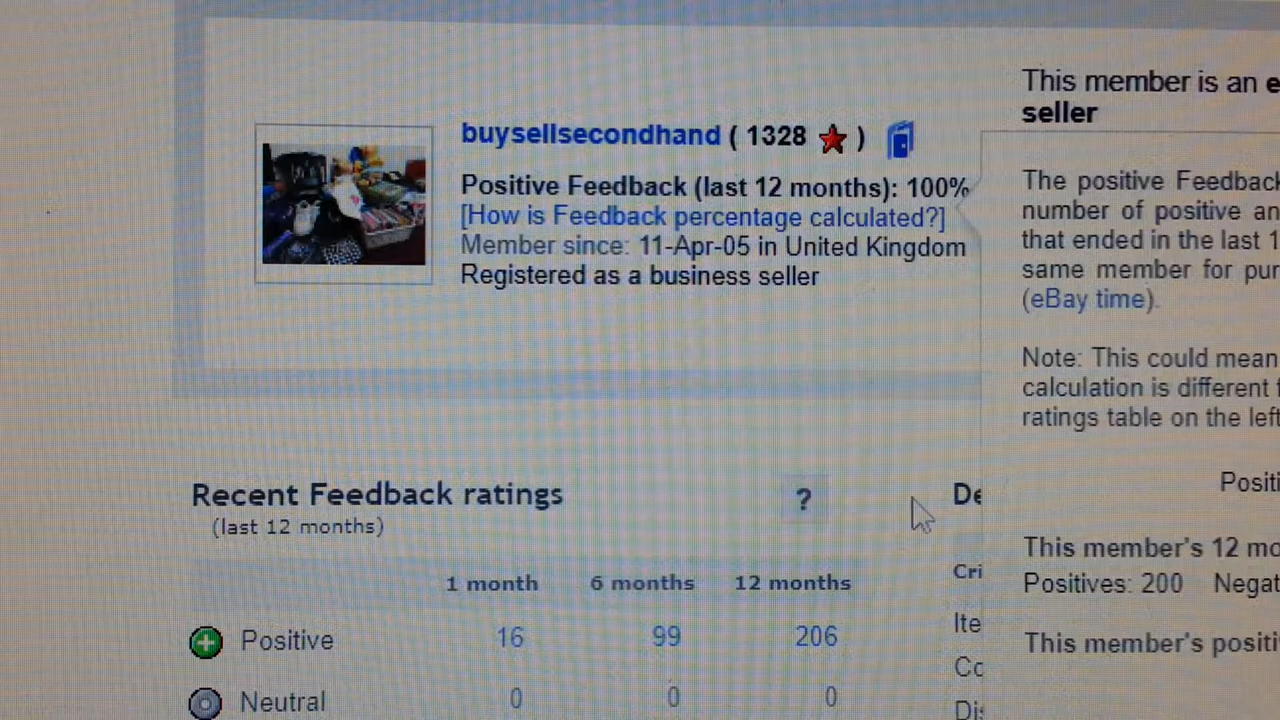 buysellsecondhand ( 1328 )
Positive Feedback (last 12 months): 100%
[How is Feedback percentage calculated?]
Member since: 11-Apr-05 in United Kingdom
Registered as a business seller
This member is an e
seller
The positive Feedback
number of positive an
that ended in the last 1
same member for pur
(eBay time).
Note: This could mean
calculation is different
ratings table on the left
Positi
This member's 12 mo
Positives: 200 Negat
This member's positi
Recent Feedback ratings ?
(last 12 months)
1 month 6 months 12 months
Positive 16 99 206
Neutral 0 0 0
De
Cri
Ite
Co
Dis